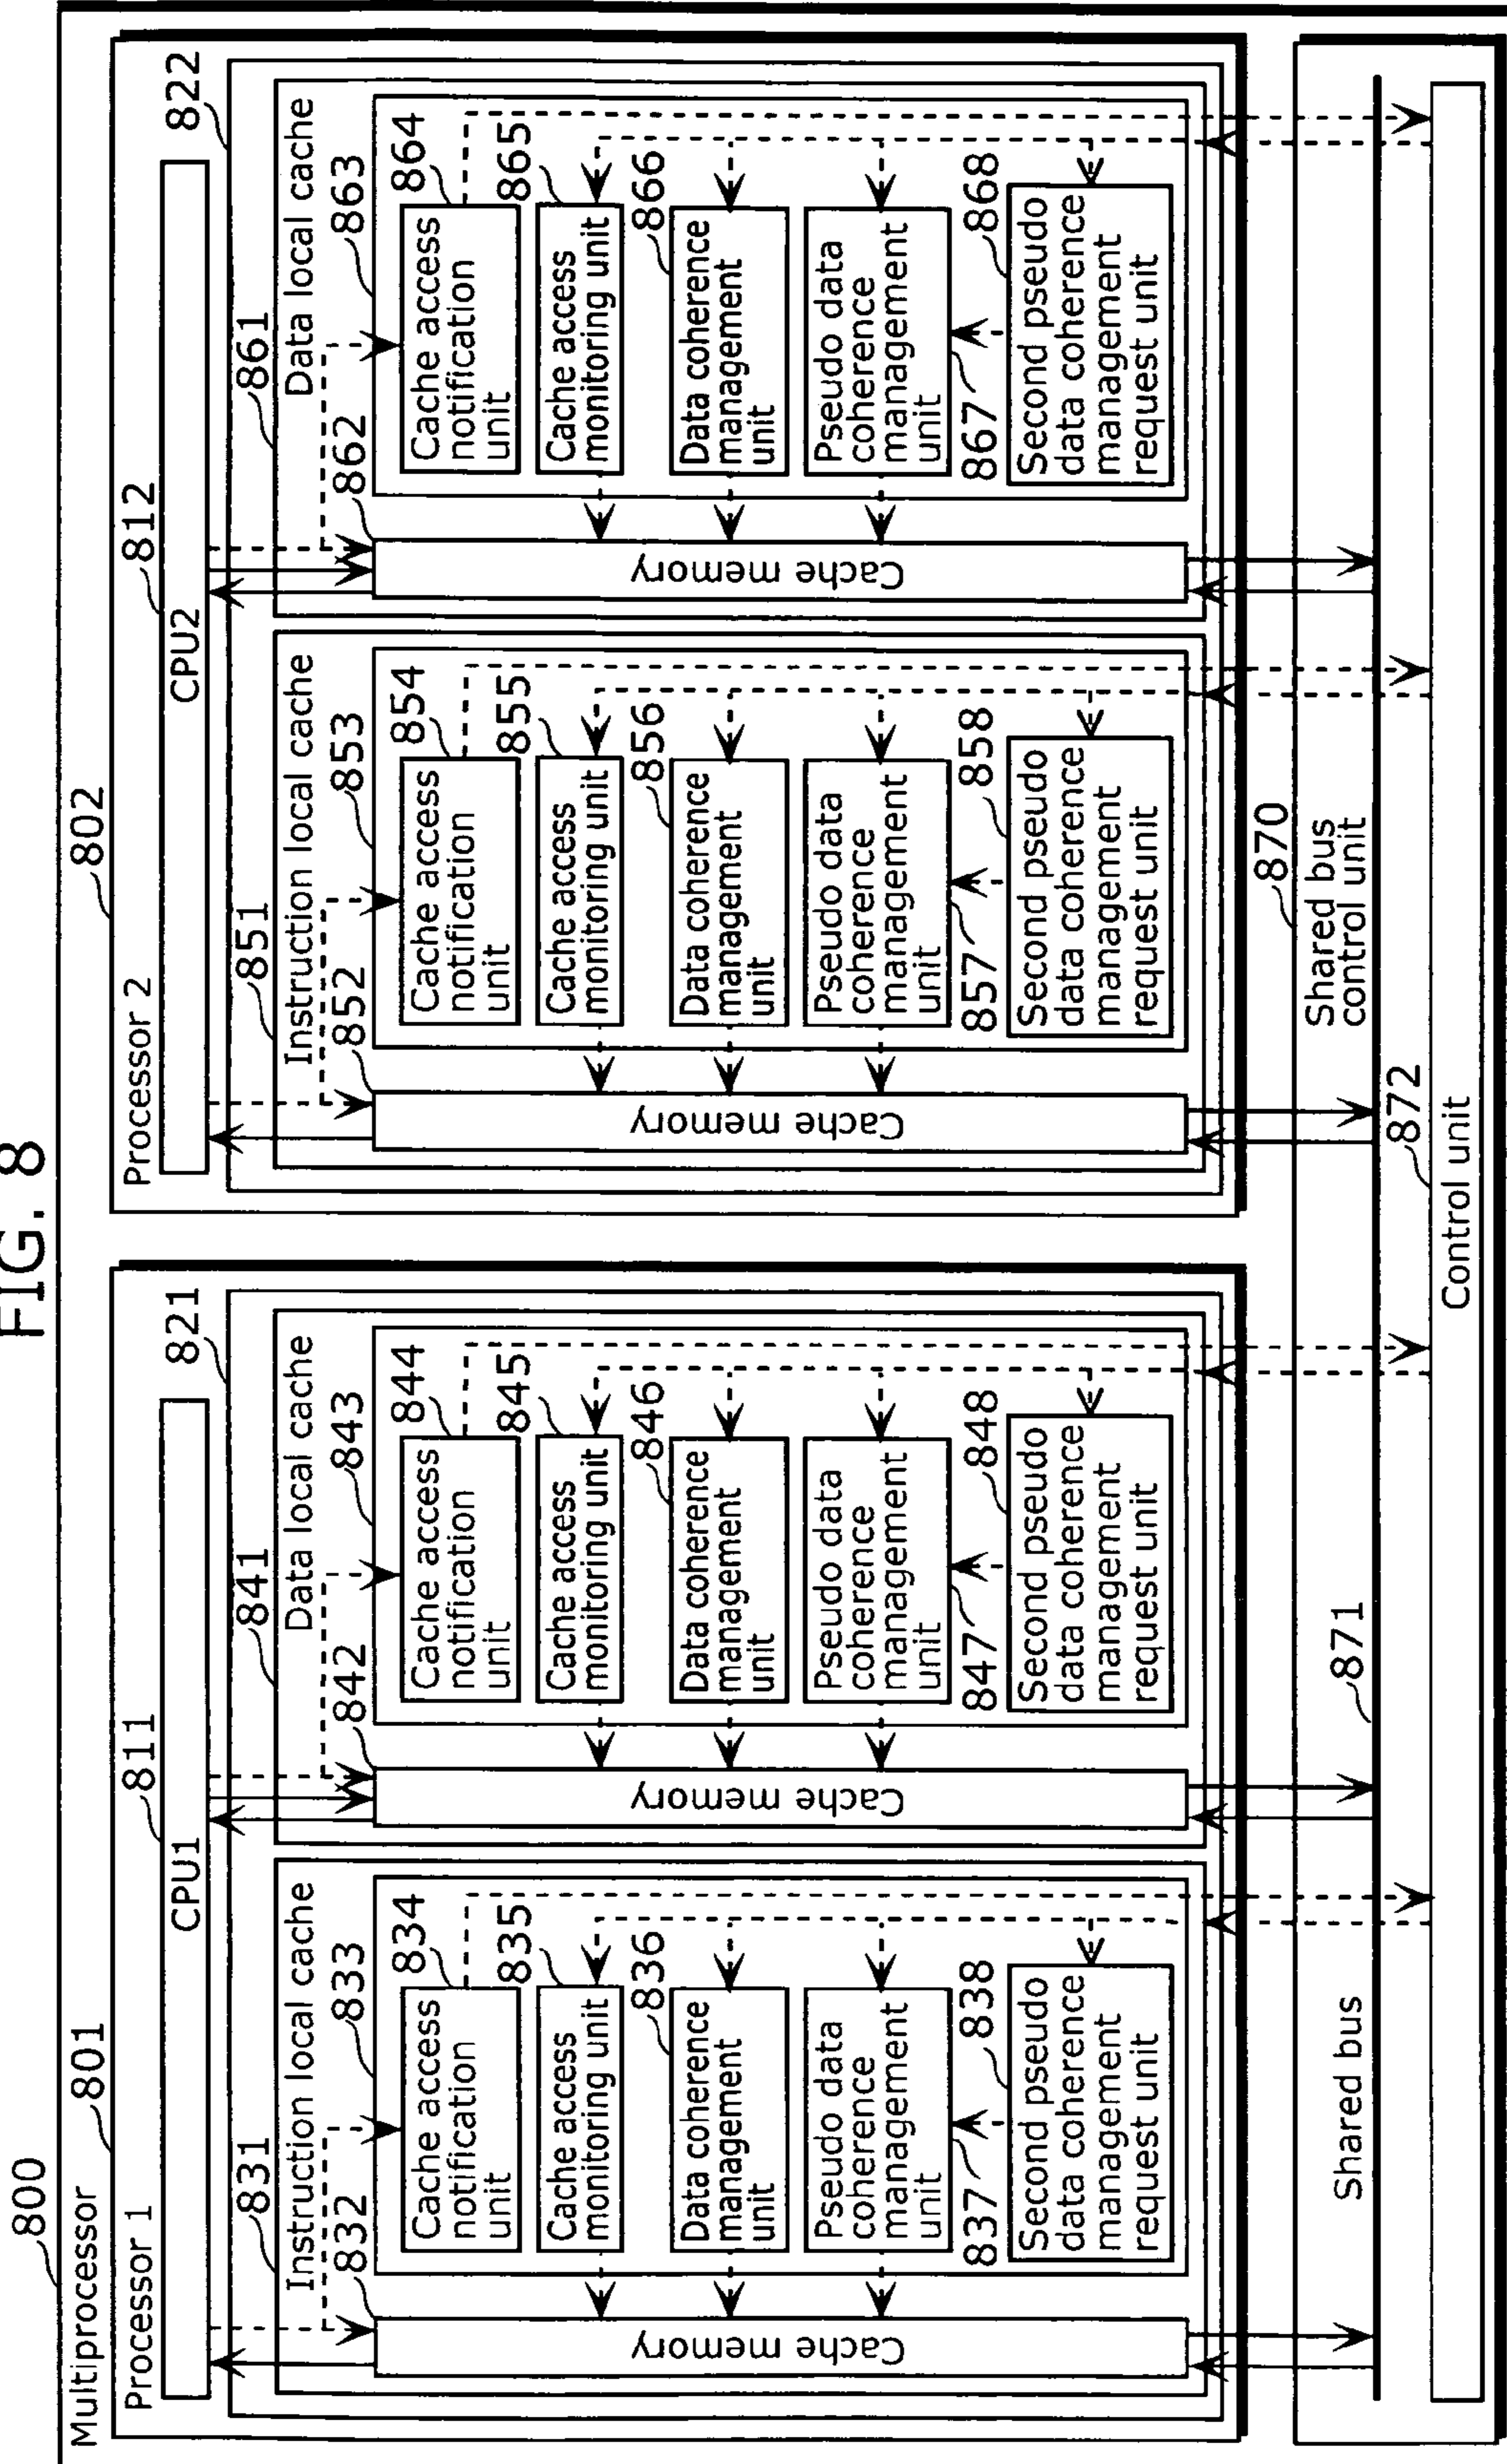 FIG. 8
800
Multiprocessor
801
Processor 1
811
CPU1
821
831
Instruction local cache
832
833
Cache memory
834
Cache access
notification
unit
835
Cache access
monitoring unit
836
Data coherence
management
unit
Pseudo data
coherence
management
unit
837
838
Second pseudo
data coherence
management
request unit
841
Data local cache
842
843
Cache memory
844
Cache access
notification
unit
845
Cache access
monitoring unit
846
Data coherence
management
unit
Pseudo data
coherence
management
unit
847
848
Second pseudo
data coherence
management
request unit
802
Processor 2
812
CPU2
822
851
Instruction local cache
852
853
Cache memory
854
Cache access
notification
unit
855
Cache access
monitoring unit
856
Data coherence
management
unit
Pseudo data
coherence
management
unit
857
858
Second pseudo
data coherence
management
request unit
861
Data local cache
862
863
Cache memory
864
Cache access
notification
unit
865
Cache access
monitoring unit
866
Data coherence
management
unit
Pseudo data
coherence
management
unit
867
868
Second pseudo
data coherence
management
request unit
870
Shared bus
control unit
Shared bus
871
872
Control unit